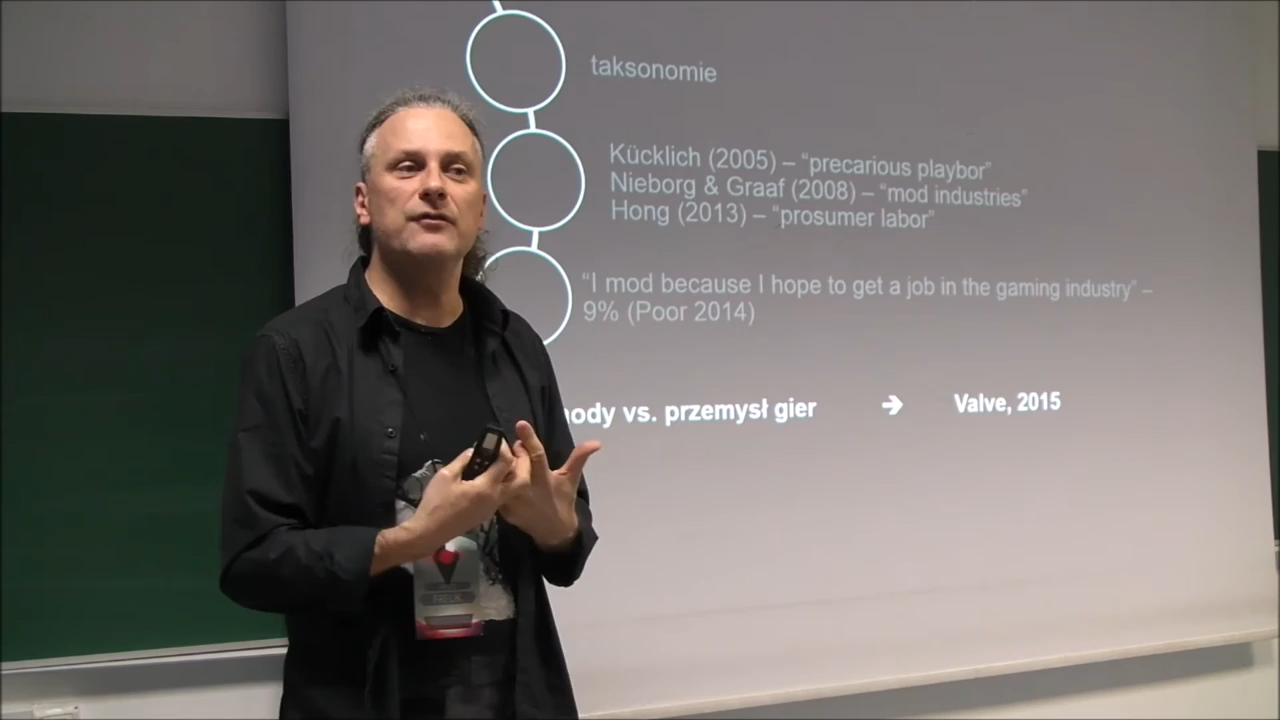 taksonomie
Kücklich (2005) – “precarious playbor”
Nieborg & Graaf (2008) – “mod industries”
Hong (2013) – “prosumer labor”
“I mod because I hope to get a job in the gaming industry” –
9% (Poor 2014)
vs. przemysł gier ➔ Valve, 2015